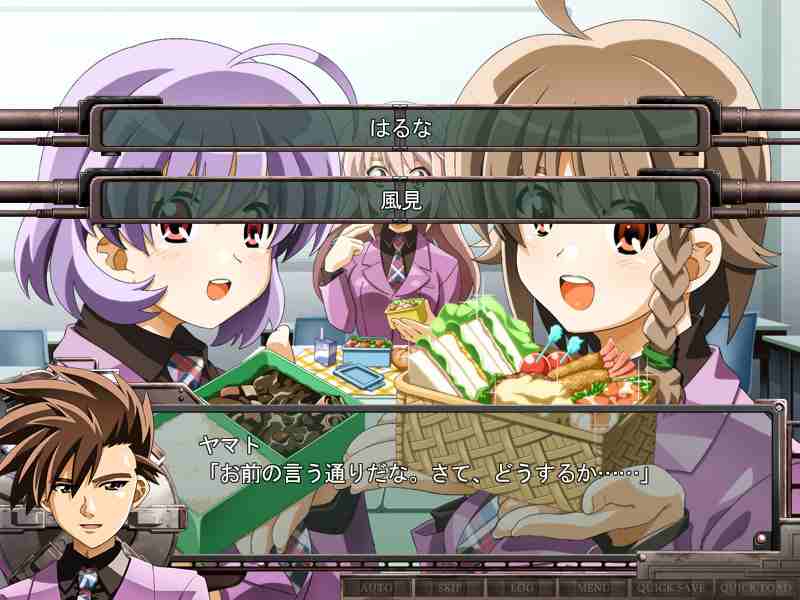 はるな
風見
ヤマト
「お前の言う通りだな。さて、どうするか……」
AUTO
SKIP
LOG
MENU
QUICK SAVE
QUICK LOAD